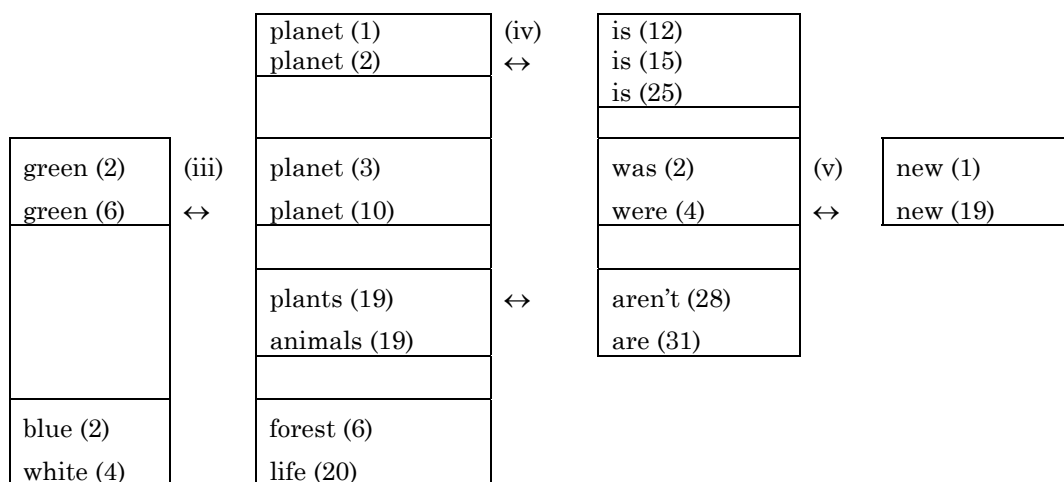 planet (1) (iv) is (12)
planet (2) ↔ is (15)
is (25)
green (2) (iii) planet (3) was (2) (v) new (1)
green (6) ↔ planet (10) were (4) ↔ new (19)
plants (19) ↔ aren't (28)
animals (19) are (31)
blue (2) forest (6)
white (4) life (20)